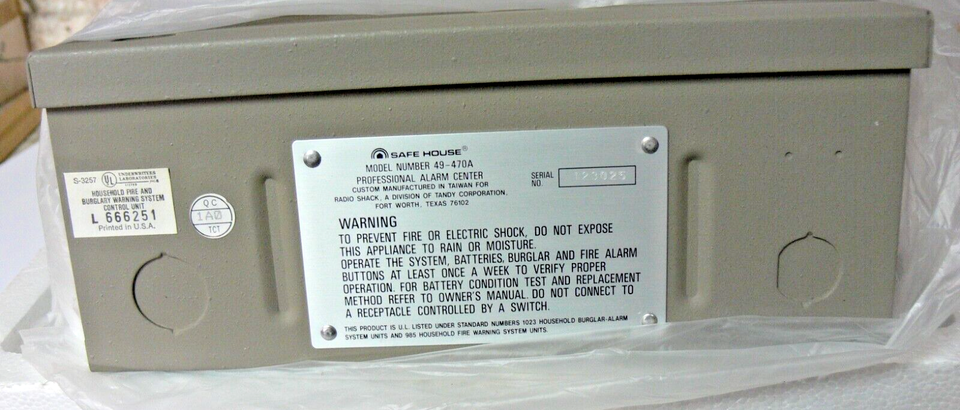 S-3257 UL UNDERWRITERS
LABORATORIES
LISTED
HOUSEHOLD FIRE AND
BURGLARY WARNING SYSTEM
CONTROL UNIT
L 666251
Printed in U.S.A.
QC
1A0
TCT
SAFE HOUSE®
MODEL NUMBER 49-470A
PROFESSIONAL ALARM CENTER
CUSTOM MANUFACTURED IN TAIWAN FOR
RADIO SHACK, A DIVISION OF TANDY CORPORATION,
FORT WORTH, TEXAS 76102
SERIAL
NO.
WARNING
TO PREVENT FIRE OR ELECTRIC SHOCK, DO NOT EXPOSE
THIS APPLIANCE TO RAIN OR MOISTURE.
OPERATE THE SYSTEM, BATTERIES, BURGLAR AND FIRE ALARM
BUTTONS AT LEAST ONCE A WEEK TO VERIFY PROPER
OPERATION. FOR BATTERY CONDITION TEST AND REPLACEMENT
METHOD REFER TO OWNER'S MANUAL. DO NOT CONNECT TO
A RECEPTACLE CONTROLLED BY A SWITCH.
THIS PRODUCT IS U.L. LISTED UNDER STANDARD NUMBERS 1023 HOUSEHOLD BURGLAR-ALARM
SYSTEM UNITS AND 985 HOUSEHOLD FIRE WARNING SYSTEM UNITS.